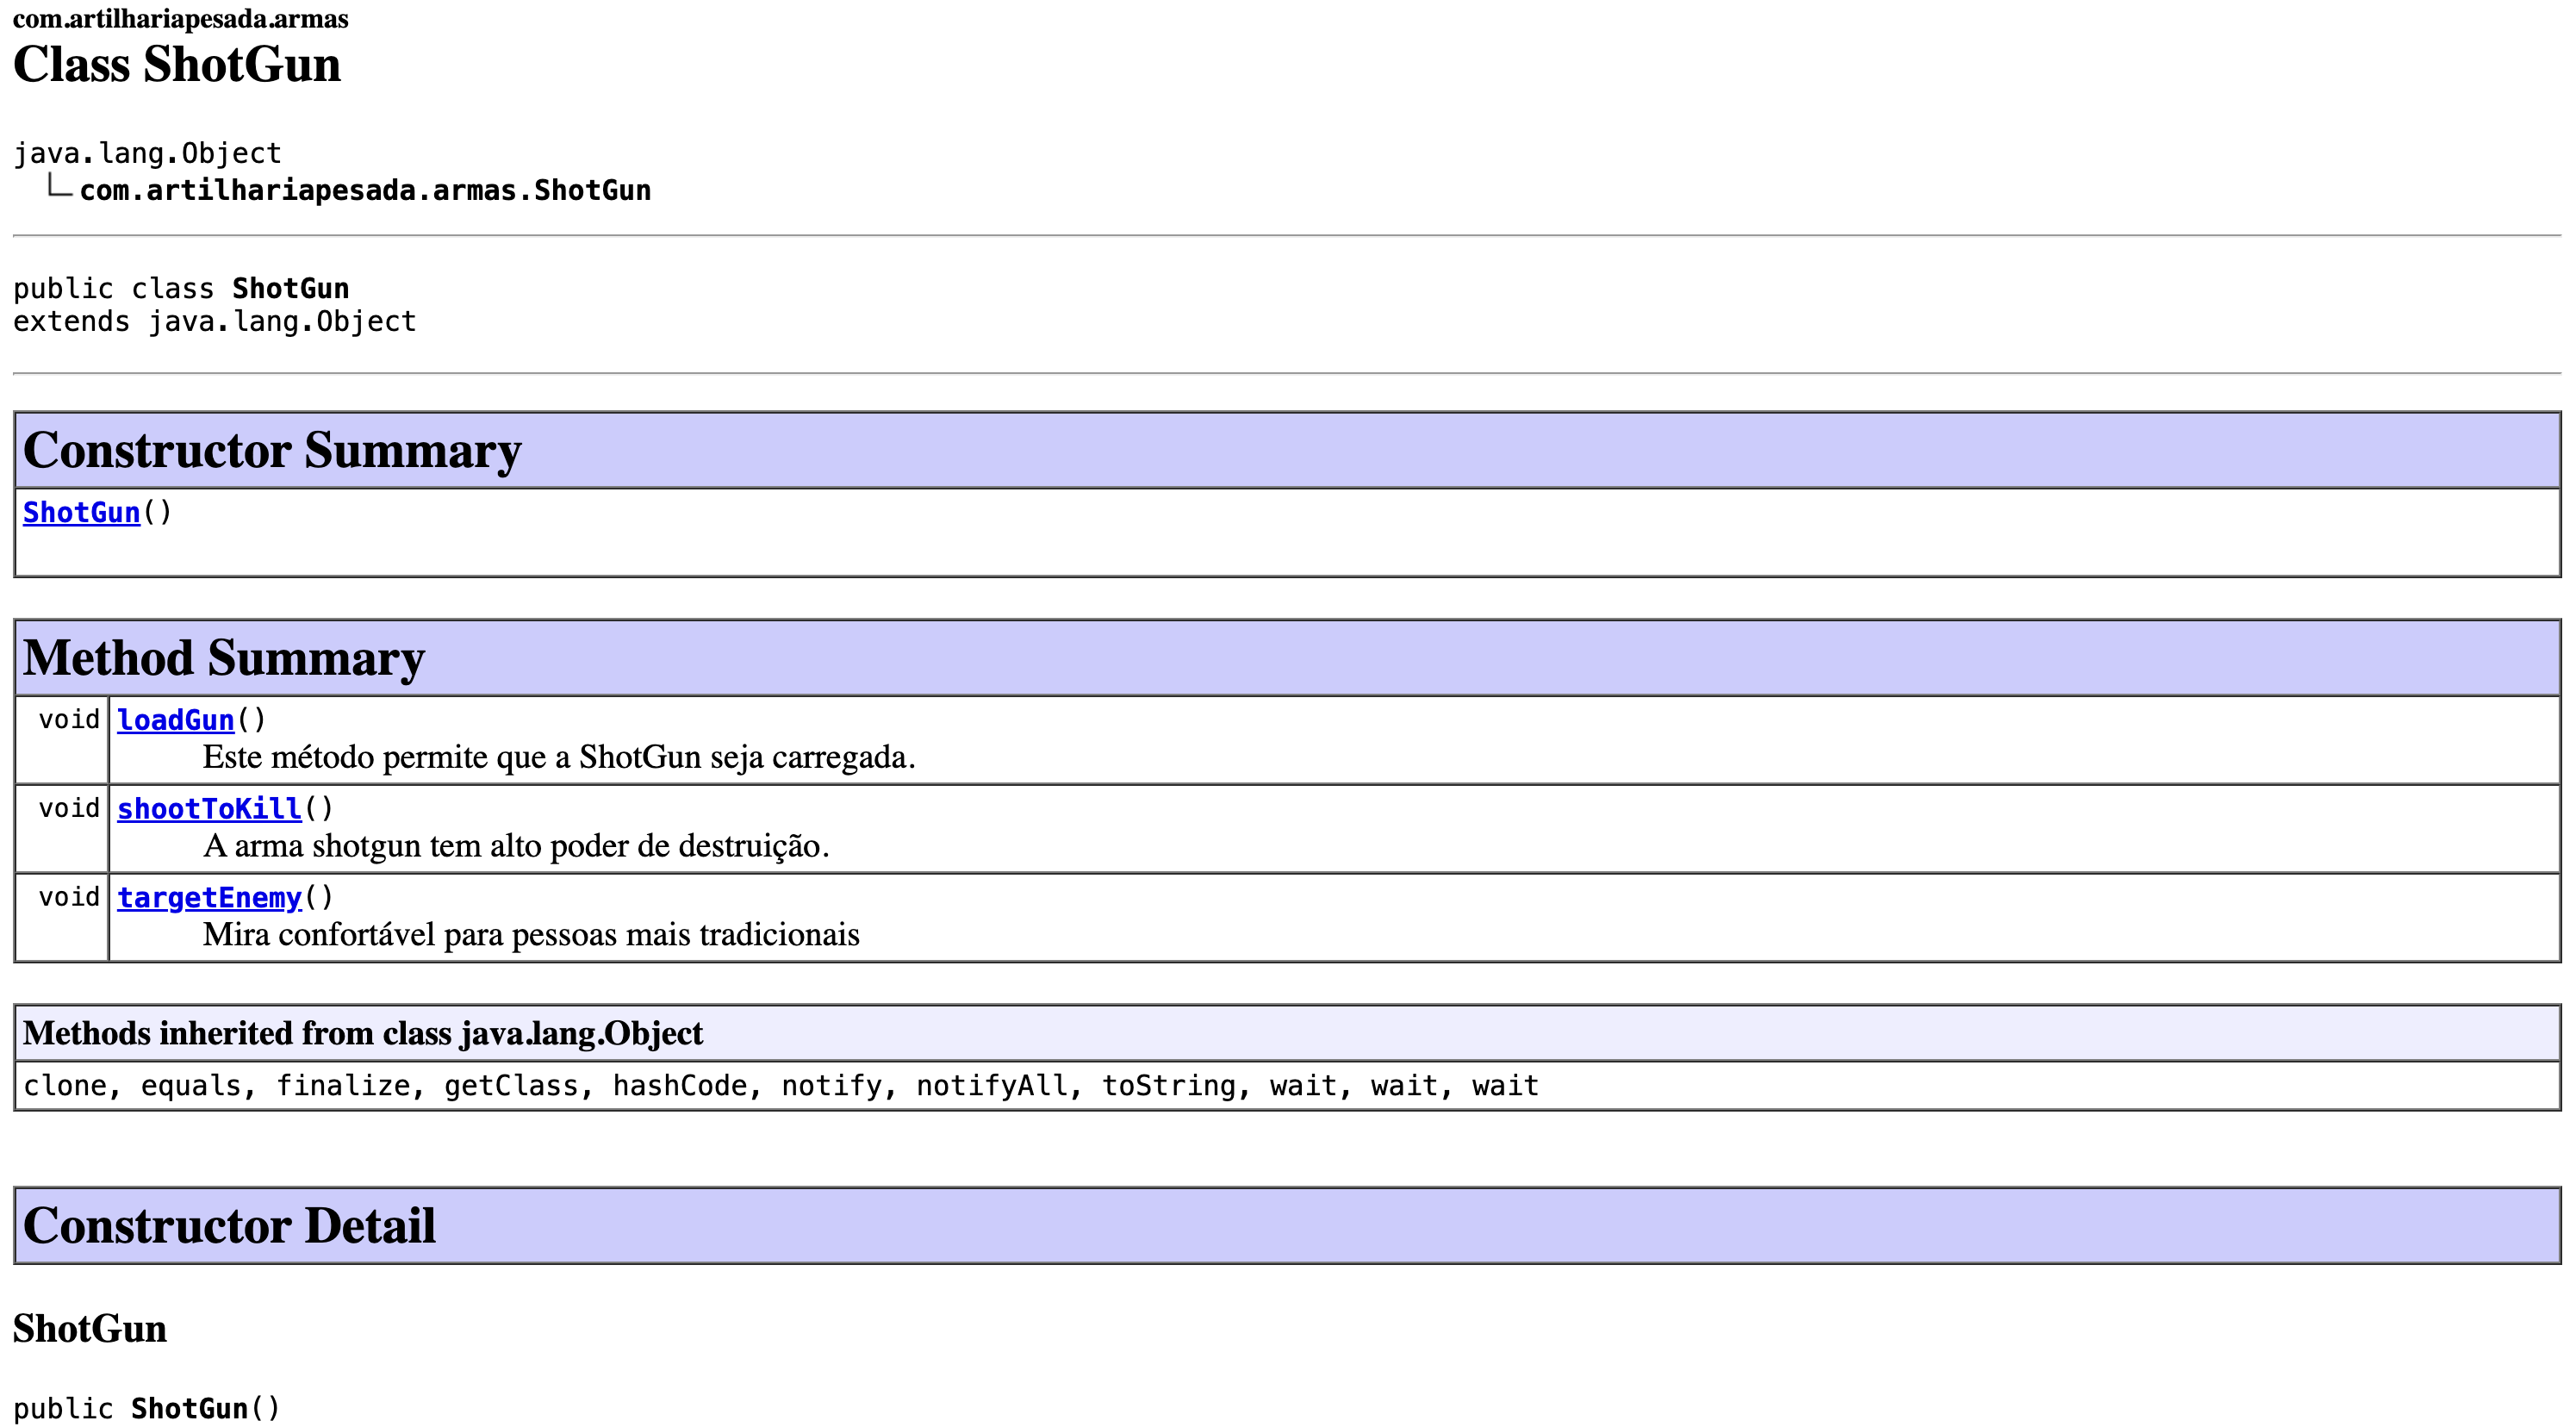 com.artilhariapesada.armas
Class ShotGun
java.lang.Object
com.artilhariapesada.armas.ShotGun
public class ShotGun
extends java.lang.Object
Constructor Summary
ShotGun()
Method Summary
void loadGun()
Este método permite que a ShotGun seja carregada.
void shootToKill()
A arma shotgun tem alto poder de destruição.
void targetEnemy()
Mira confortável para pessoas mais tradicionais
Methods inherited from class java.lang.Object
clone, equals, finalize, getClass, hashCode, notify, notifyAll, toString, wait, wait, wait
Constructor Detail
ShotGun
public ShotGun()